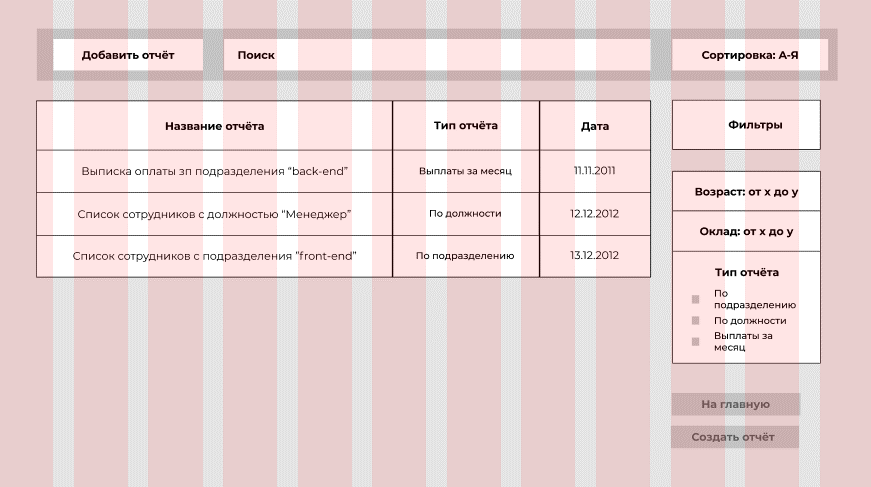 Добавить отчёт
Поиск
Сортировка: А-Я
Название отчёта
Тип отчёта
Дата
Выписка оплаты зп подразделения “back-end”
Выплаты за месяц
11.11.2011
Список сотрудников с должностью “Менеджер”
По должности
12.12.2012
Список сотрудников с подразделения ”front-end”
По подразделению
13.12.2012
Фильтры
Возраст: от х до у
Оклад: от х до у
Тип отчёта
По
подразделению
По должности
Выплаты за
месяц
На главную
Создать отчёт